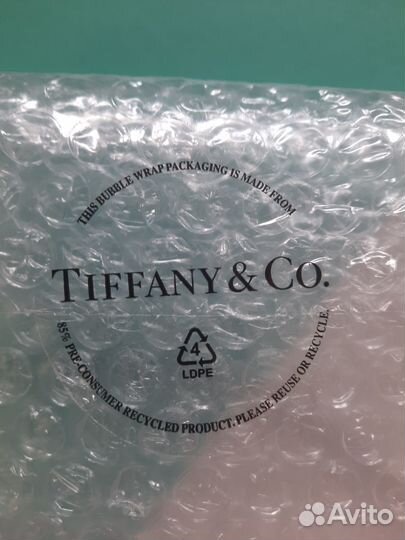 THIS BUBBLE WRAP PACKAGING IS MADE FROM
TIFFANY & CO.
85% PRE-CONSUMER RECYCLED PRODUCT. PLEASE REUSE OR RECYCLE.
4
LDPE
Avito